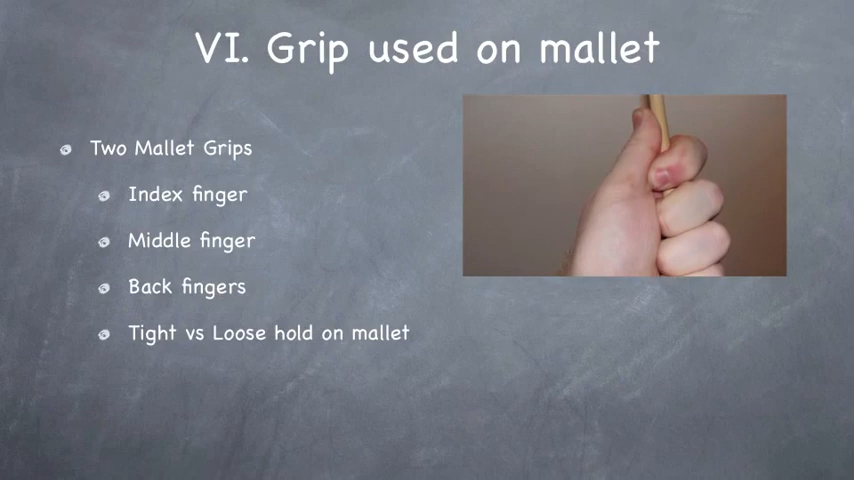 VI. Grip used on mallet
Two Mallet Grips
Index finger
Middle finger
Back fingers
Tight vs Loose hold on mallet